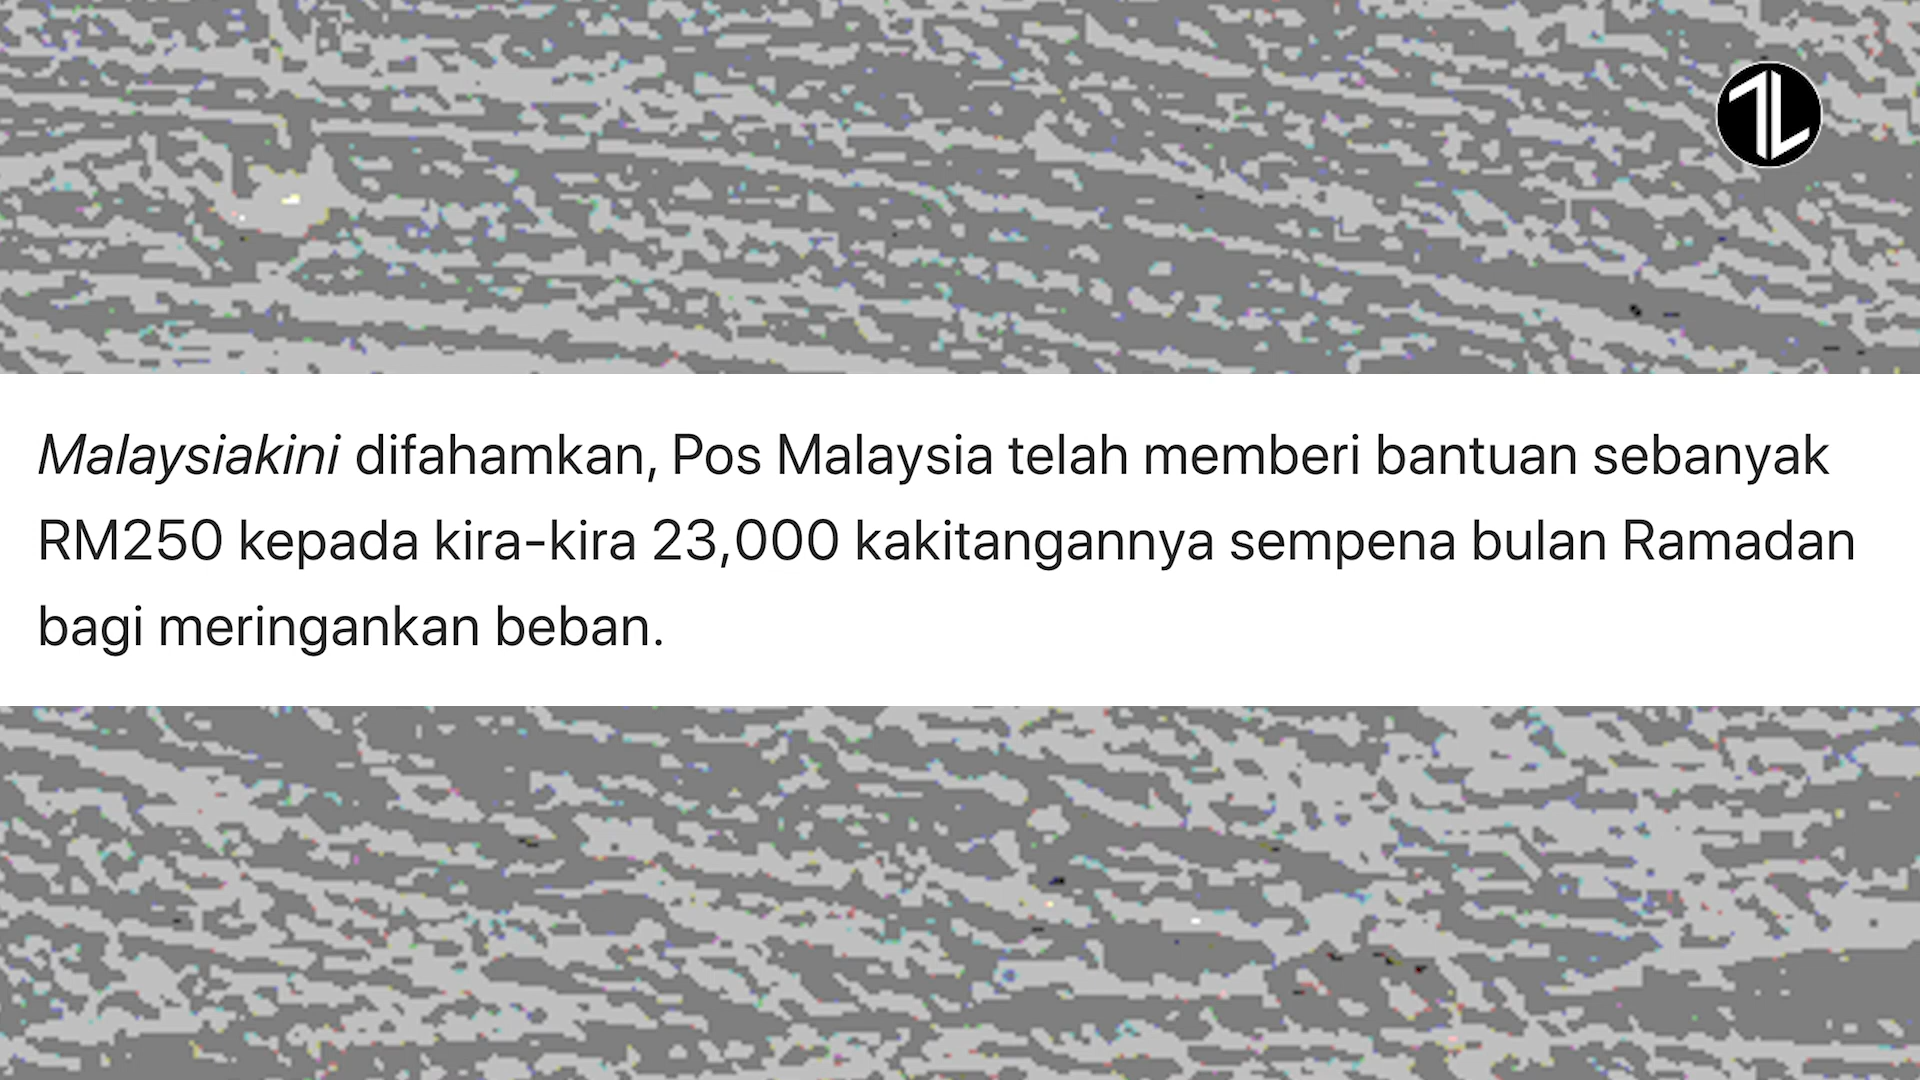 Malaysiakini difahamkan, Pos Malaysia telah memberi bantuan sebanyak
RM250 kepada kira-kira 23,000 kakitangannya sempena bulan Ramadan
bagi meringankan beban.